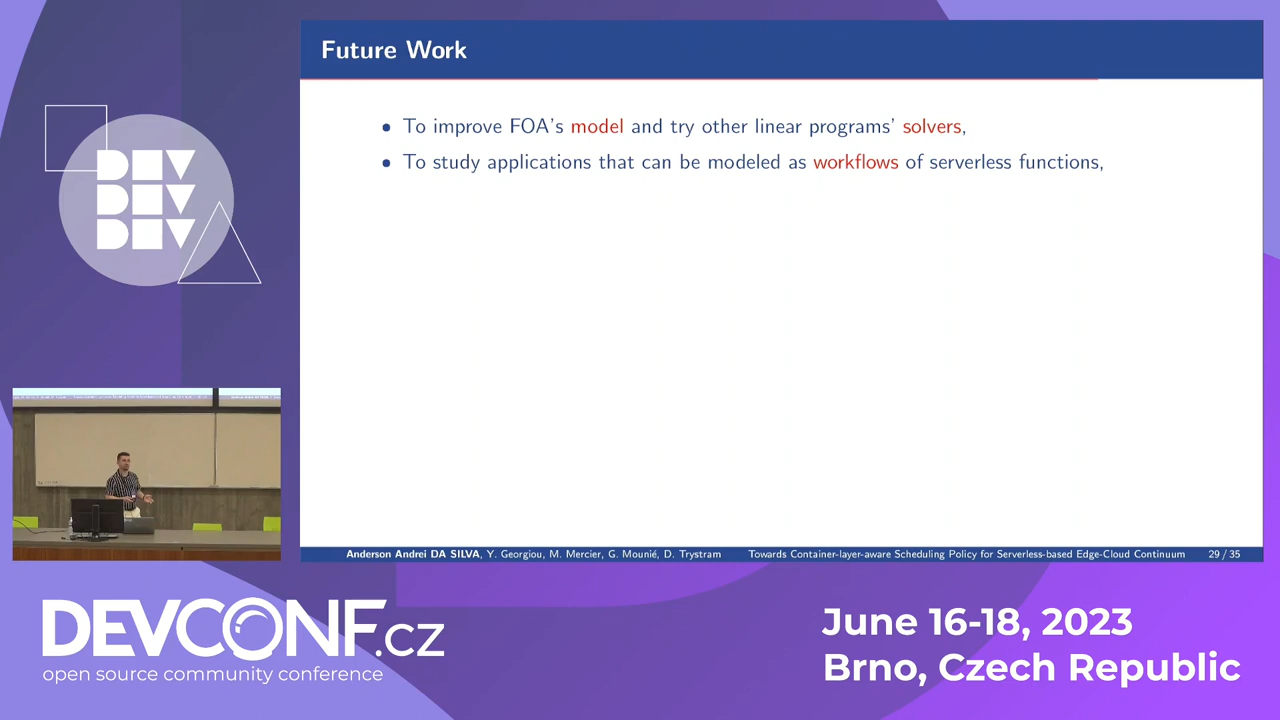 Future Work
• To improve FOA's model and try other linear programs' solvers,
• To study applications that can be modeled as workflows of serverless functions,
Anderson Andrei DA SILVA, Y. Georgiou, M. Mercier, G. Mounié, D. Trystram Towards Container-layer-aware Scheduling Policy for Serverless-based Edge-Cloud Continuum 29 / 35
DEV
DEV
DEV
DEVCONF.cz
open source community conference
June 16-18, 2023
Brno, Czech Republic